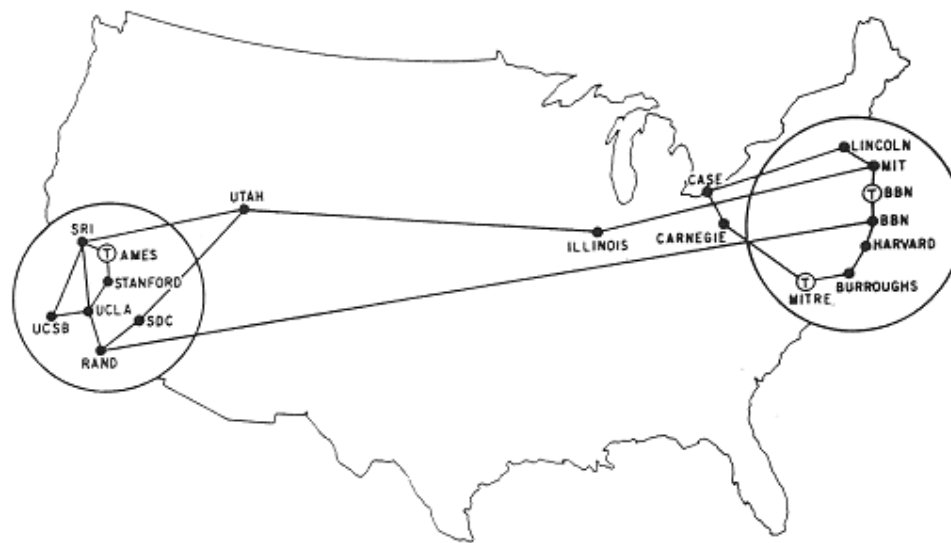 LINCOLN
MIT
CASE
T BBN
UTAH
BBN
SRI
ILLINOIS
CARNEGIE
HARVARD
T AMES
STANFORD
T
BURROUGHS
MITRE
UCLA
SDC
UCSB
RAND